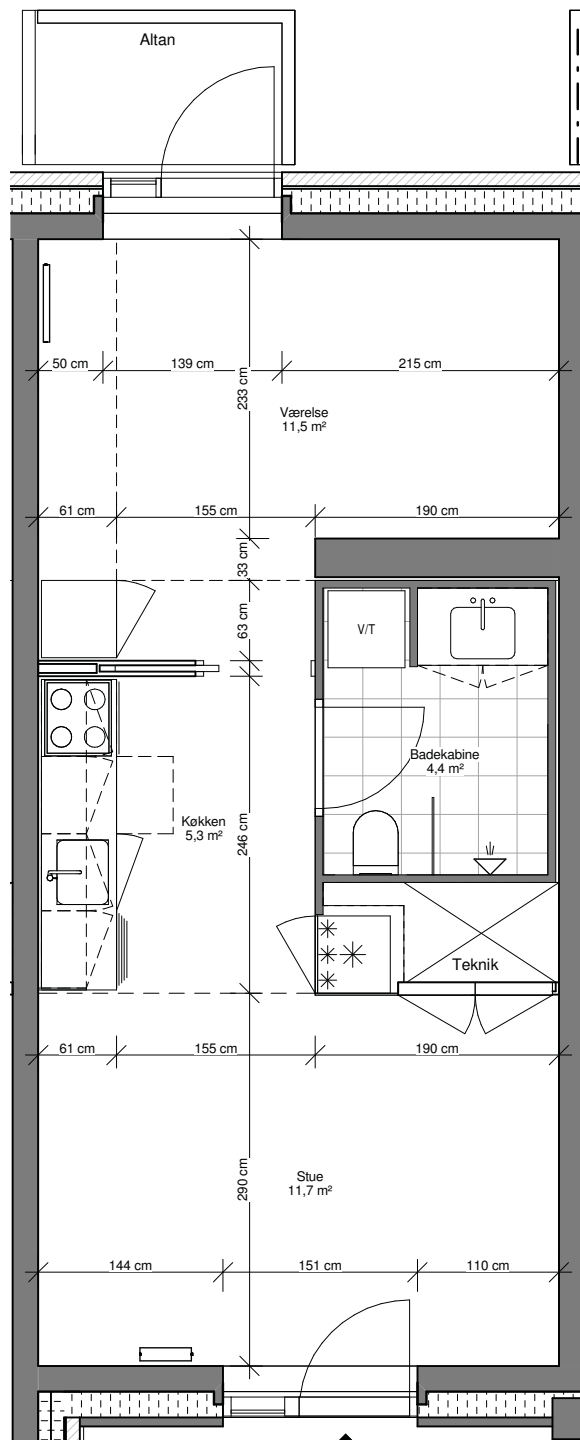 Altan
50 cm
139 cm
215 cm
233 cm
Værelse
11,5 m²
61 cm
155 cm
190 cm
33 cm
63 cm
V/T
Badekabine
4,4 m²
Køkken
5,3 m²
246 cm
Teknik
61 cm
155 cm
190 cm
290 cm
Stue
11,7 m²
144 cm
151 cm
110 cm